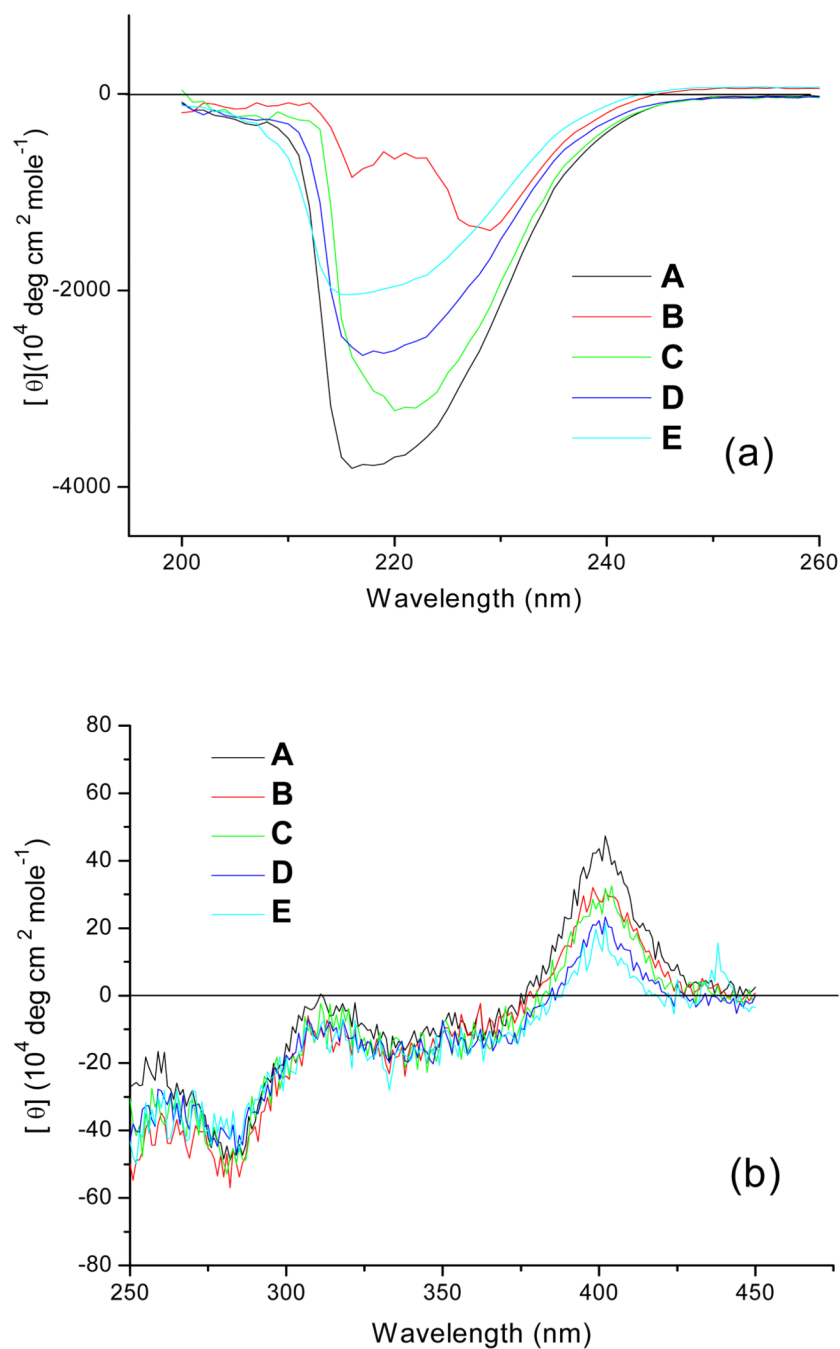 0
-2000
-4000
[θ](10⁴ deg cm² mole⁻¹)
A
B
C
D
E
(a)
200 220 240 260
Wavelength (nm)
80
60
40
20
0
-20
-40
-60
-80
[θ] (10⁴ deg cm² mole⁻¹)
A
B
C
D
E
(b)
250 300 350 400 450
Wavelength (nm)